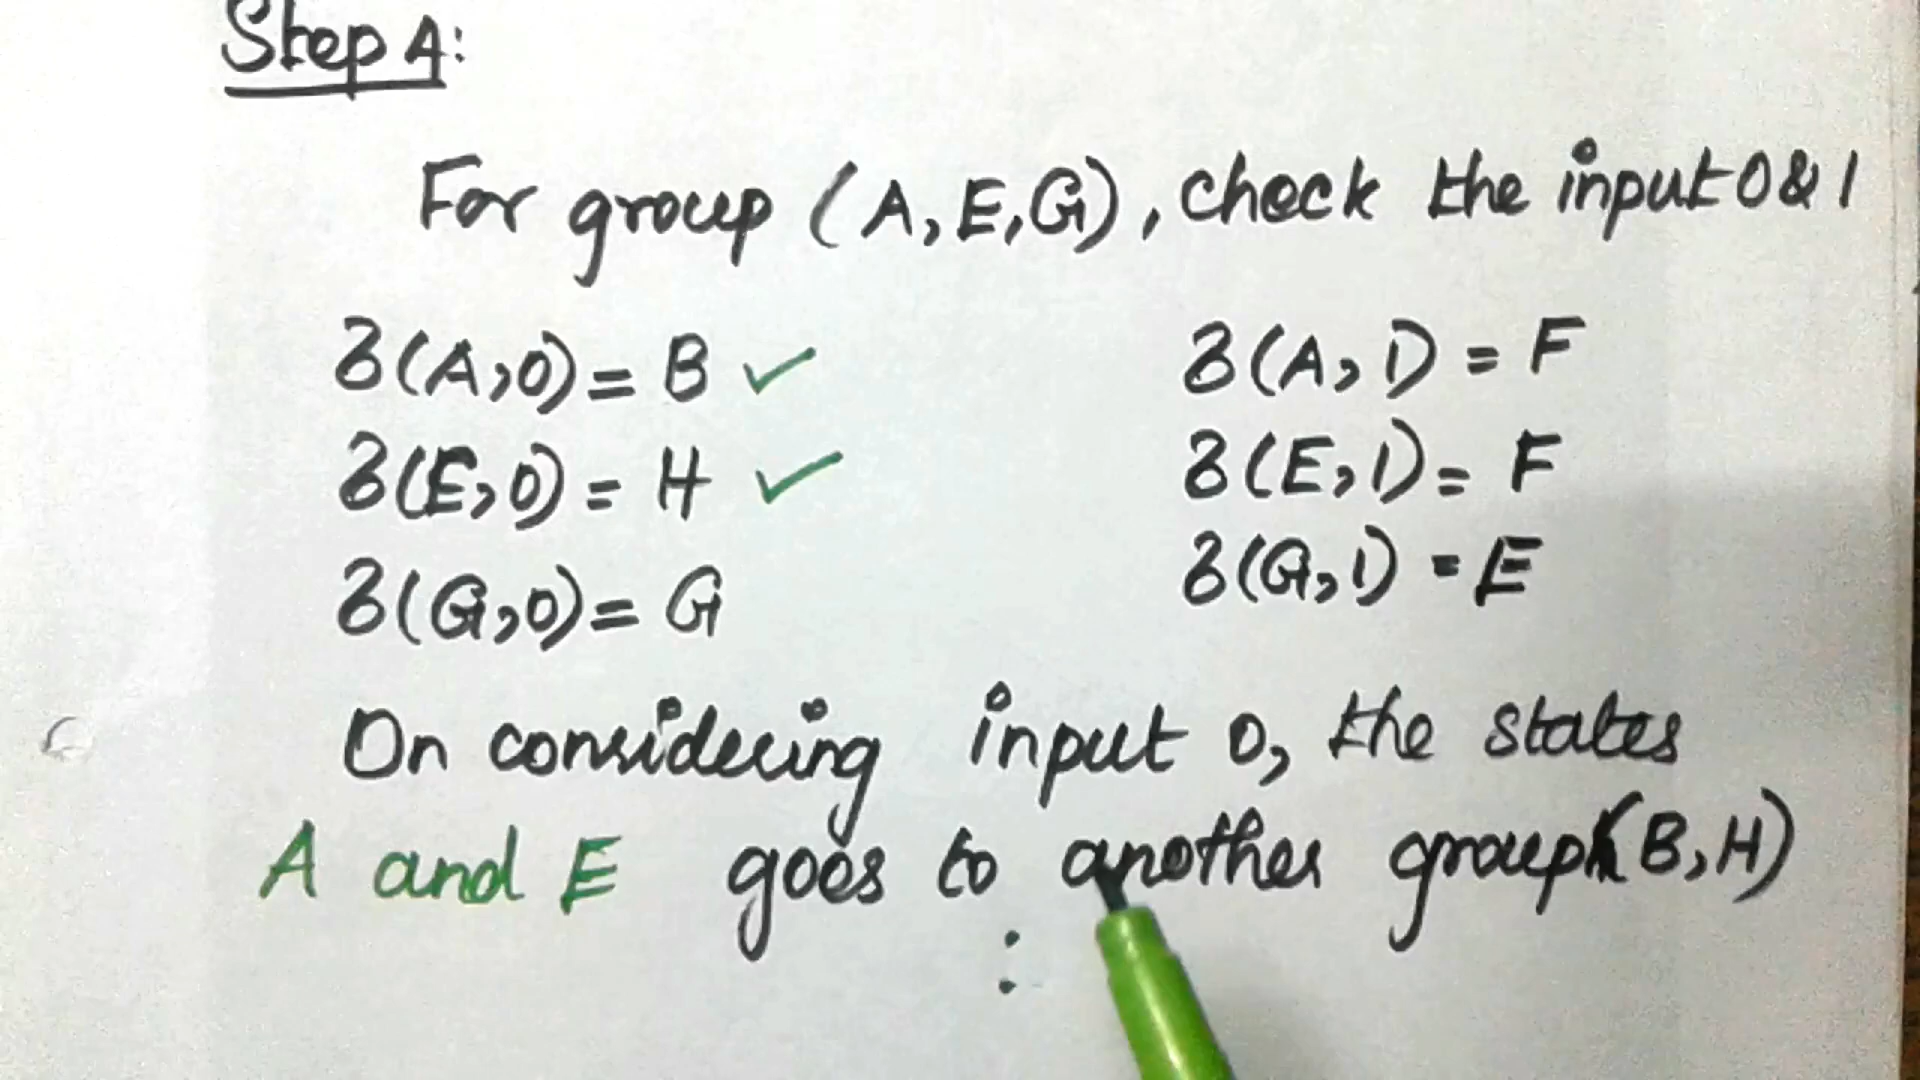 Step 4:
For group (A, E, G), check the input 0 & 1
δ(A, 0) = B ✓ δ(A, 1) = F
δ(E, 0) = H ✓ δ(E, 1) = F
δ(G, 0) = G δ(G, 1) = E
On considering input 0, the states
A and E goes to another group (B, H)
: